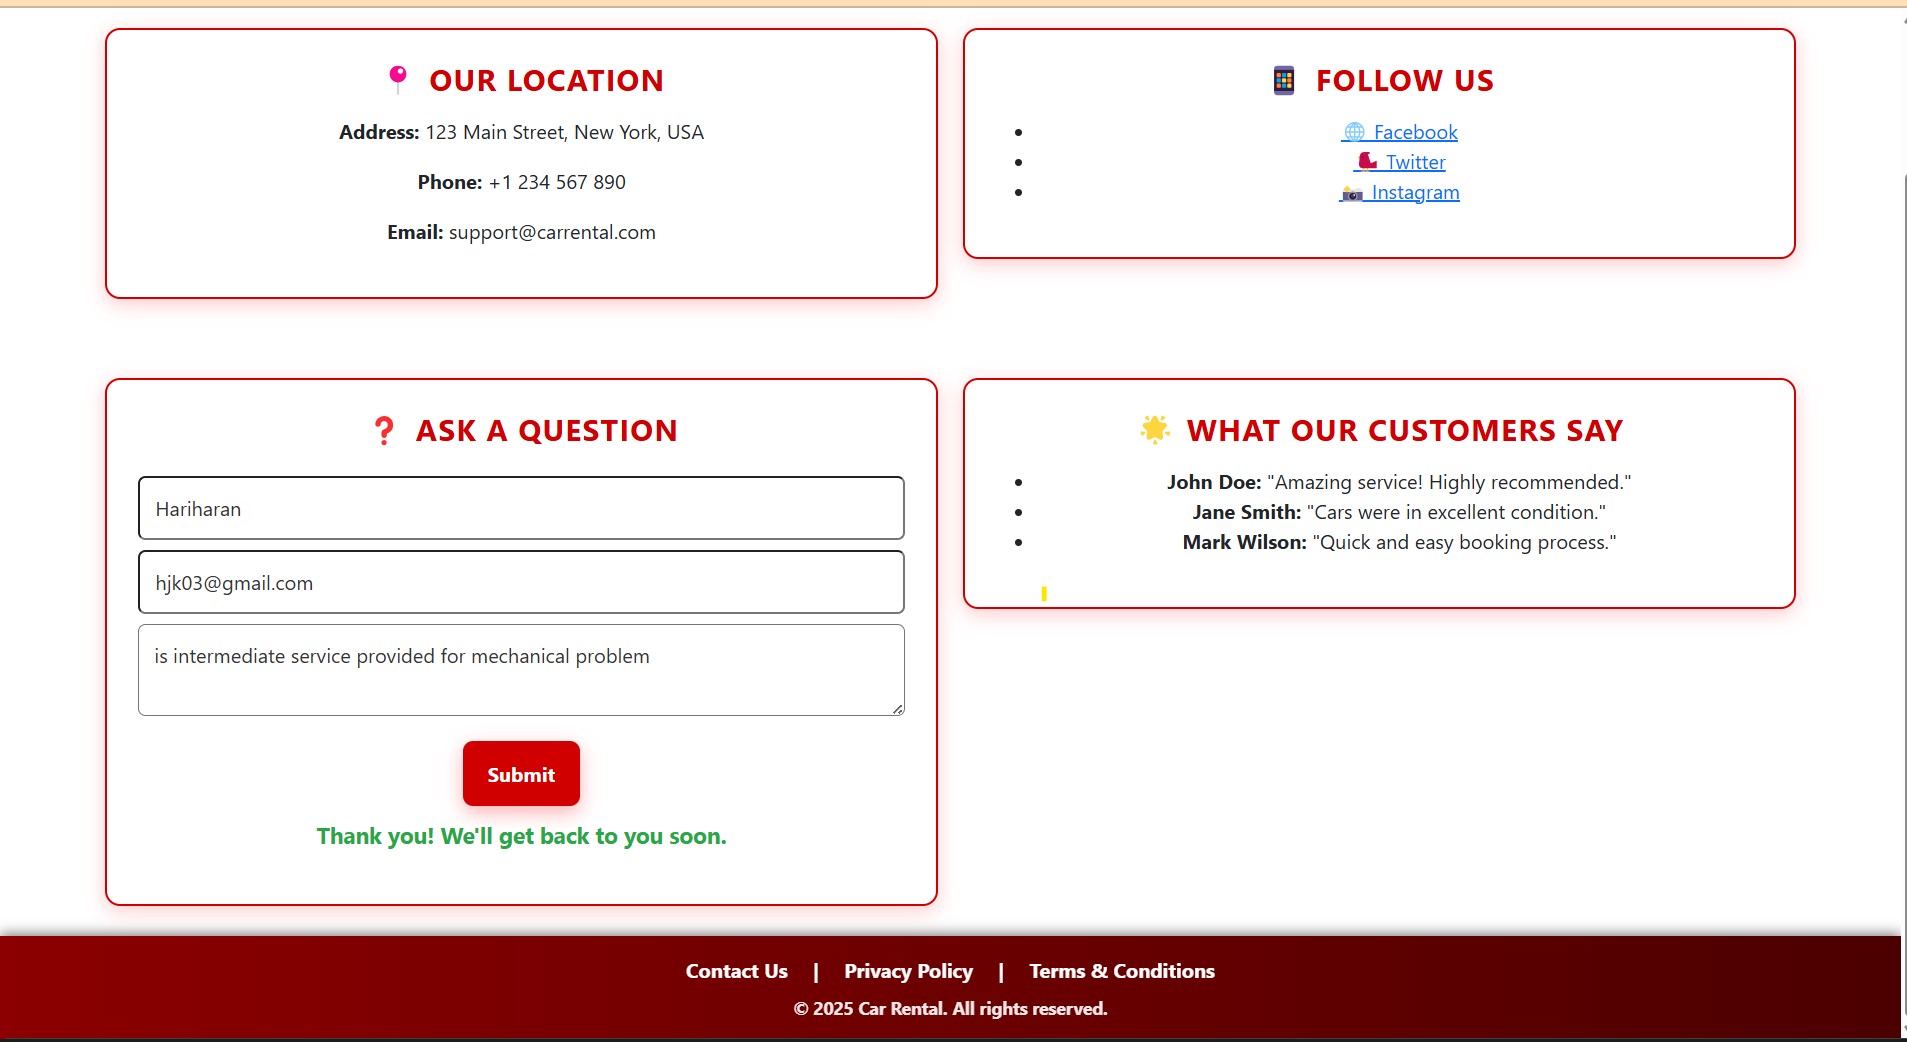 OUR LOCATION
Address: 123 Main Street, New York, USA
Phone: +1 234 567 890
Email: support@carrental.com
FOLLOW US
Facebook
Twitter
Instagram
ASK A QUESTION
Hariharan
hjk03@gmail.com
is intermediate service provided for mechanical problem
Submit
Thank you! We'll get back to you soon.
WHAT OUR CUSTOMERS SAY
John Doe: "Amazing service! Highly recommended."
Jane Smith: "Cars were in excellent condition."
Mark Wilson: "Quick and easy booking process."
Contact Us | Privacy Policy | Terms & Conditions
© 2025 Car Rental. All rights reserved.